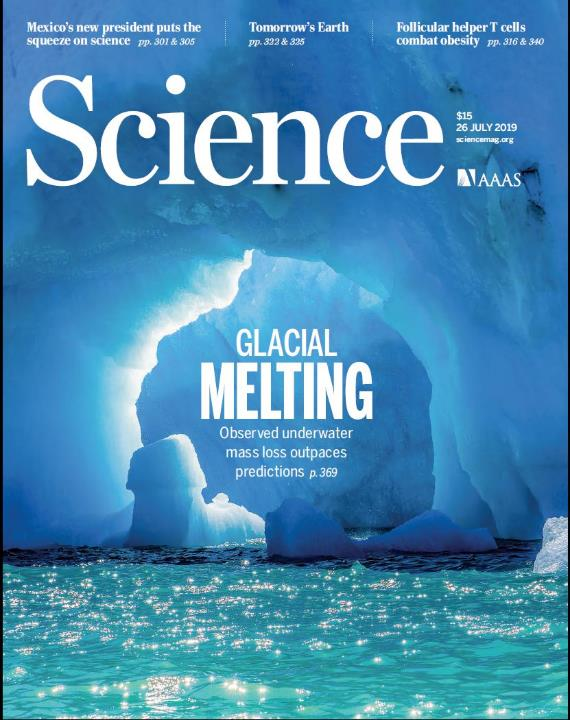 Mexico's new president puts the
squeeze on science pp. 301 & 305
Tomorrow's Earth
pp. 322 & 325
Follicular helper T cells
combat obesity pp. 316 & 340
Science
$15
26 JULY 2019
sciencemag.org
AAAS
GLACIAL
MELTING
Observed underwater
mass loss outpaces
predictions p. 369